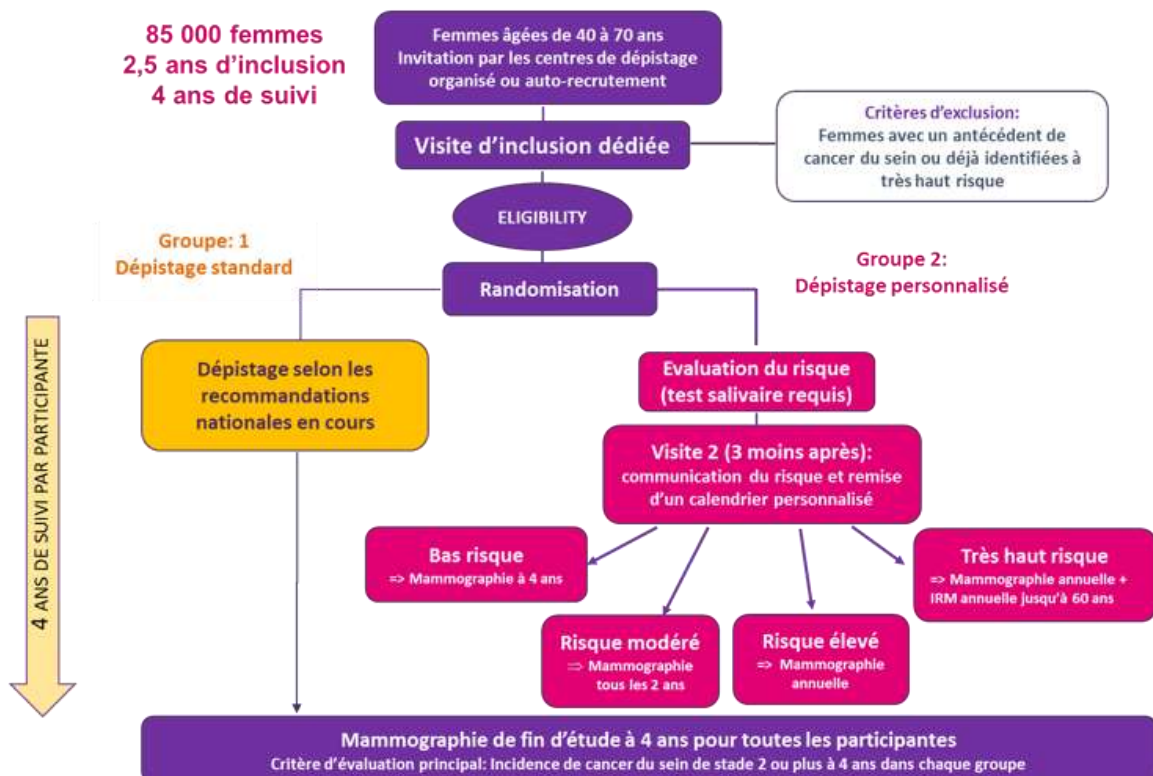 85 000 femmes
2,5 ans d'inclusion
4 ans de suivi
Femmes âgées de 40 à 70 ans
Invitation par les centres de dépistage
organisé ou auto-recrutement
Visite d'inclusion dédiée
Critères d'exclusion:
Femmes avec un antécédent de
cancer du sein ou déjà identifiées à
très haut risque
ELIGIBILITY
Groupe: 1
Dépistage standard
Randomisation
Groupe 2:
Dépistage personnalisé
4 ANS DE SUIVI PAR PARTICIPANTE
Dépistage selon les
recommandations
nationales en cours
Evaluation du risque
(test salivaire requis)
Visite 2 (3 moins après):
communication du risque et remise
d'un calendrier personnalisé
Bas risque
=> Mammographie à 4 ans
Risque modéré
⇒ Mammographie
tous les 2 ans
Risque élevé
=> Mammographie
annuelle
Très haut risque
=> Mammographie annuelle +
IRM annuelle jusqu'à 60 ans
Mammographie de fin d'étude à 4 ans pour toutes les participantes
Critère d'évaluation principal: Incidence de cancer du sein de stade 2 ou plus à 4 ans dans chaque groupe